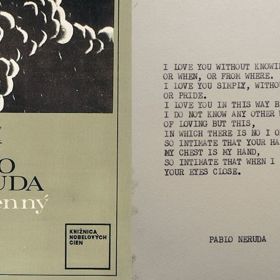 O
UDA
enný
KNIŽNICA
NOBELOVÝCH
CIEN
I LOVE YOU WITHOUT KNOWIN
OR WHEN, OR FROM WHERE.
I LOVE YOU SIMPLY, WITHOU
OR PRIDE.
I LOVE YOU IN THIS WAY B
I DO NOT KNOW ANY OTHER
OF LOVING BUT THIS,
IN WHICH THERE IS NO I O
SO INTIMATE THAT YOUR HA
MY CHEST IS MY HAND,
SO INTIMATE THAT WHEN I
YOUR EYES CLOSE.
PABLO NERUDA